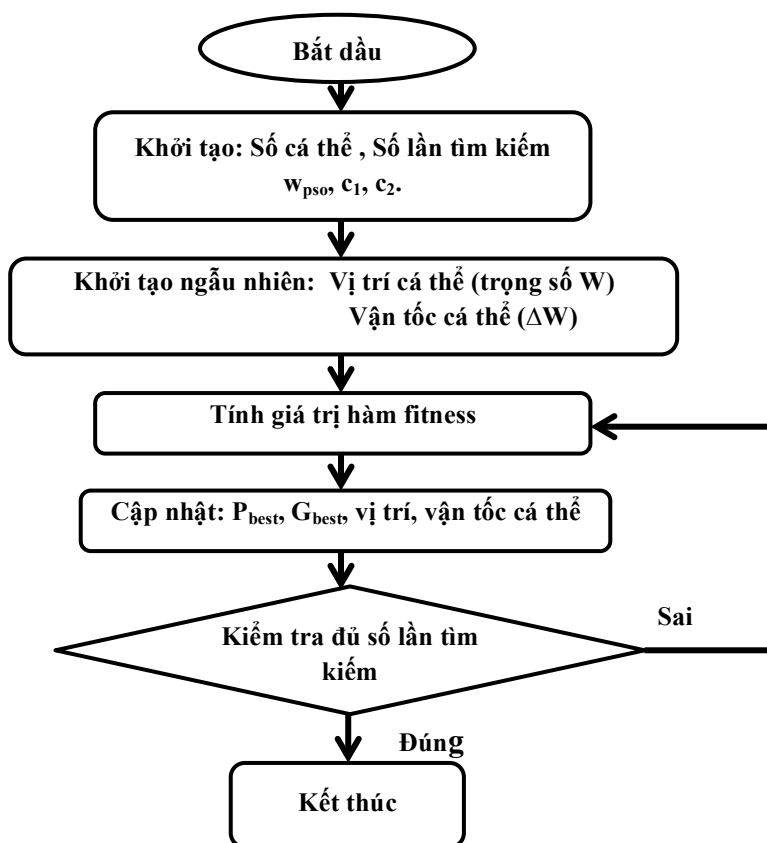 Bắt dầu
Khởi tạo: Số cá thể , Số lần tìm kiếm
wpso, c1, c2.
Khởi tạo ngẫu nhiên: Vị trí cá thể (trọng số W)
Vận tốc cá thể (ΔW)
Tính giá trị hàm fitness
Cập nhật: Pbest, Gbest, vị trí, vận tốc cá thể
Kiểm tra đủ số lần tìm
kiếm
Sai
Đúng
Kết thúc